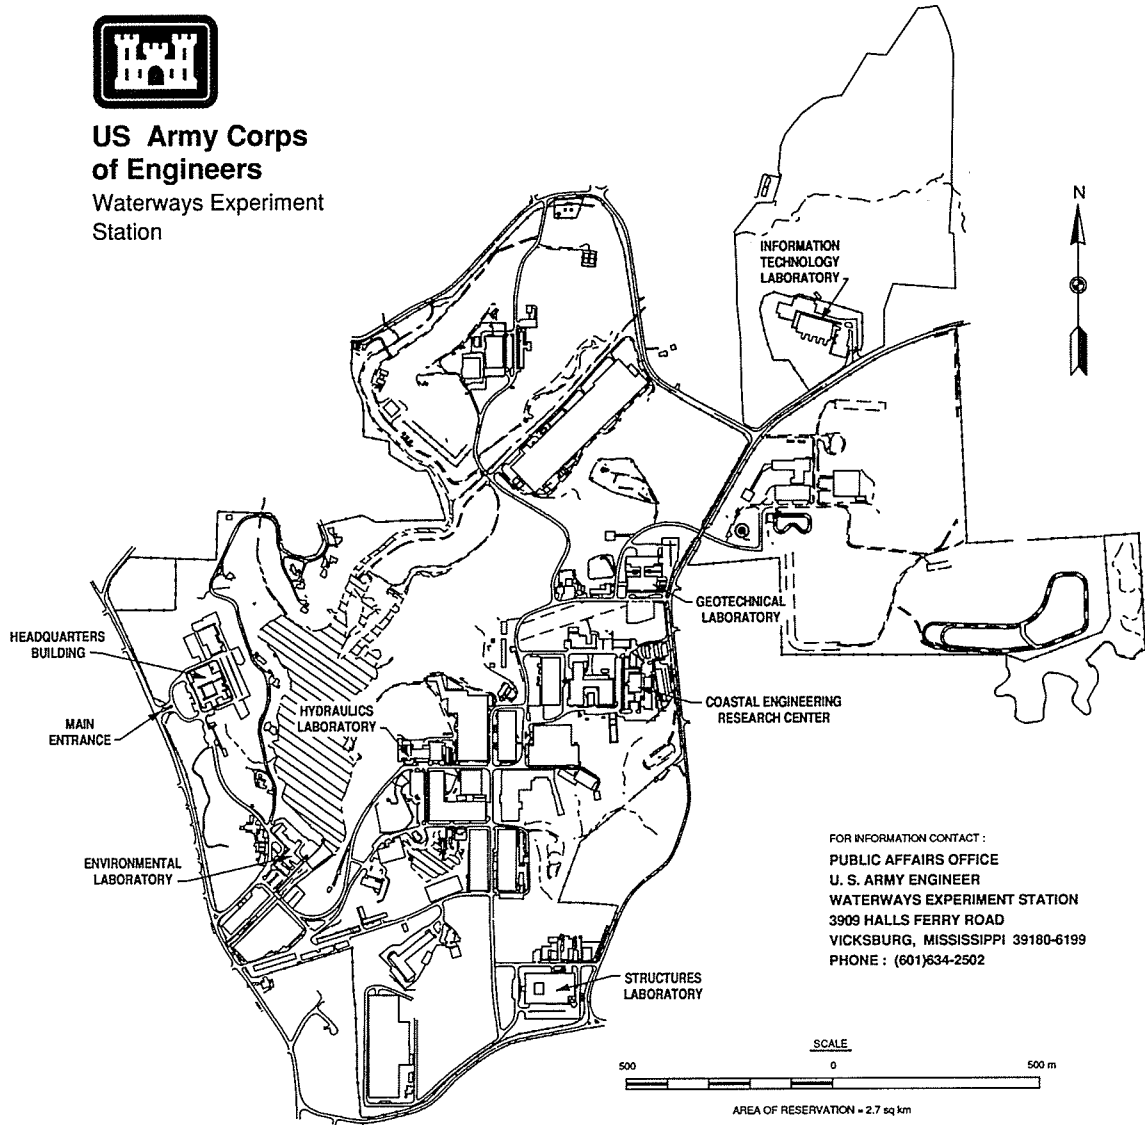 US Army Corps
of Engineers
Waterways Experiment
Station
N
INFORMATION
TECHNOLOGY
LABORATORY
GEOTECHNICAL
LABORATORY
HEADQUARTERS
BUILDING
MAIN
ENTRANCE
HYDRAULICS
LABORATORY
COASTAL ENGINEERING
RESEARCH CENTER
ENVIRONMENTAL
LABORATORY
STRUCTURES
LABORATORY
FOR INFORMATION CONTACT :
PUBLIC AFFAIRS OFFICE
U. S. ARMY ENGINEER
WATERWAYS EXPERIMENT STATION
3909 HALLS FERRY ROAD
VICKSBURG, MISSISSIPPI 39180-6199
PHONE : (601)634-2502
SCALE
500 0 500 m
AREA OF RESERVATION = 2.7 sq km